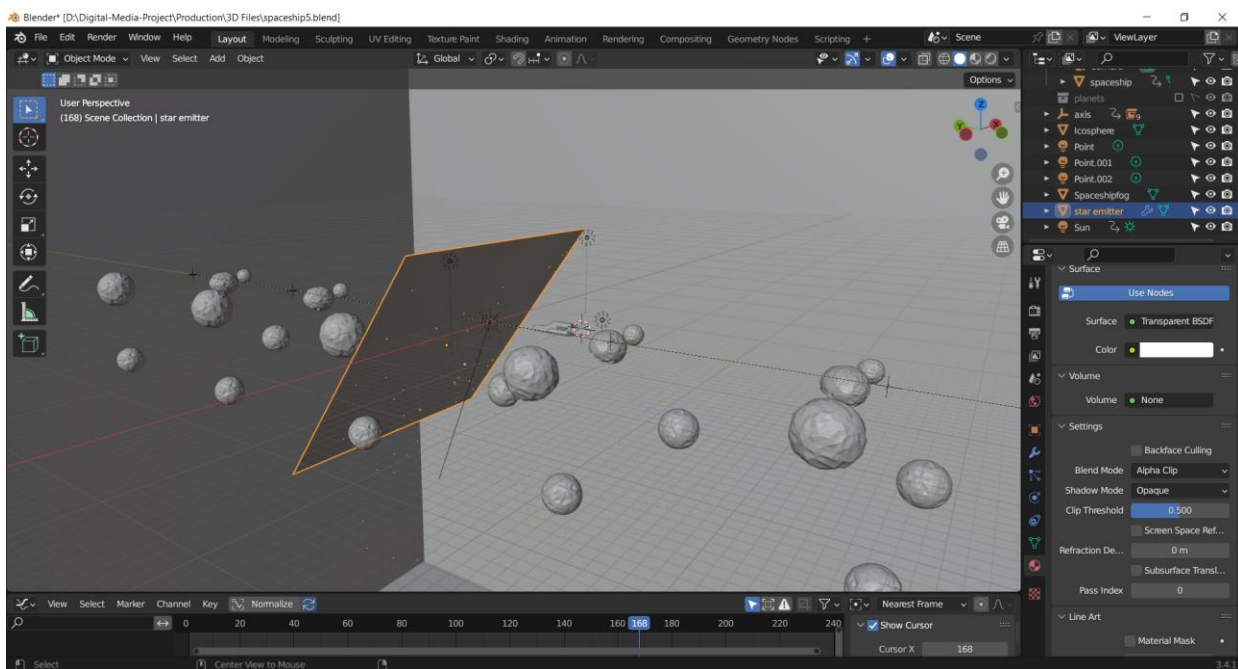 Blender* [D:\Digital-Media-Project\Production\3D Files\spaceship5.blend]
File Edit Render Window Help Layout Modeling Sculpting UV Editing Texture Paint Shading Animation Rendering Compositing Geometry Nodes Scripting + Scene ViewLayer
Object Mode View Select Add Object Global
Options
User Perspective
(168) Scene Collection | star emitter
Z
Y
spaceship
planets
axis 9
Icosphere
Point
Point.001
Point.002
Spaceshipfog
star emitter
Sun
Surface
Use Nodes
Surface Transparent BSDF
Color
Volume
Volume None
Settings
Backface Culling
Blend Mode Alpha Clip
Shadow Mode Opaque
Clip Threshold 0.500
Screen Space Ref...
Refraction De... 0 m
Subsurface Transl...
Pass Index 0
Line Art
Material Mask
View Select Marker Channel Key Normalize Nearest Frame
0 20 40 60 80 100 120 140 160 168 180 200 220 240
Show Cursor
Cursor X 168
Select Center View to Mouse 3.4.1